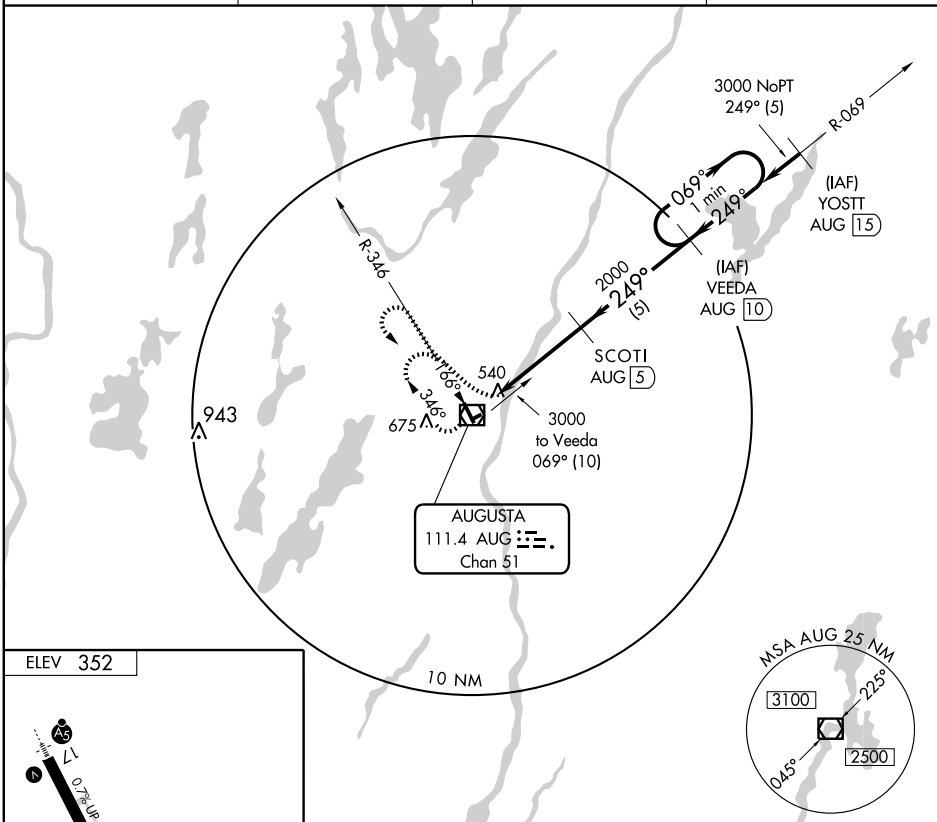 3000 NoPT
249° (5)
R-069
(IAF)
YOSTT
AUG 15
069°
1 min
249°
(IAF)
VEEDA
AUG 10
R-346
2000
249°
(5)
SCOTI
AUG 5
166°
346°
540
943
675
3000
to Veeda
069° (10)
AUGUSTA
111.4 AUG
Chan 51
10 NM
MSA AUG 25 NM
3100
225°
045°
2500
ELEV 352
A5
17
V
0.7% UP